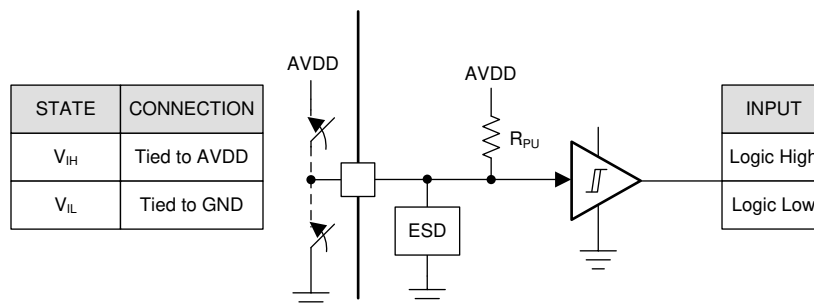 AVDD
AVDD
STATE CONNECTION
INPUT
RPU
VIH Tied to AVDD
Logic High
VIL Tied to GND
Logic Low
ESD